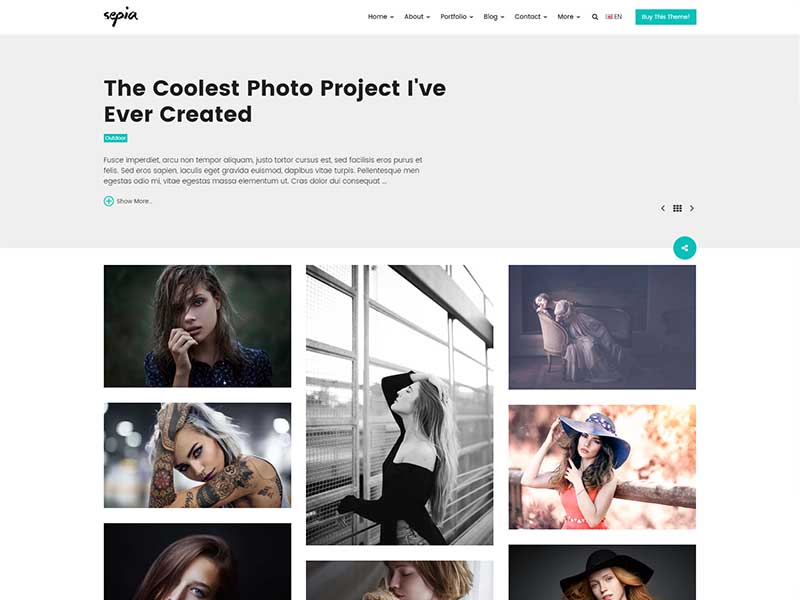 sepia
Home About Portfolio Blog Contact More EN Buy This Theme!
The Coolest Photo Project I've
Ever Created
Outdoor
Fusce imperdiet, arcu non tempor aliquam, justo tortor cursus est, sed facilisis eros purus et
felis. Sed eros sapien, iaculis eget gravida euismod, dapibus vitae turpis. Pellentesque men
egestas odio mi, vitae egestas massa elementum ut. Cras dolor dui consequat ...
Show More...